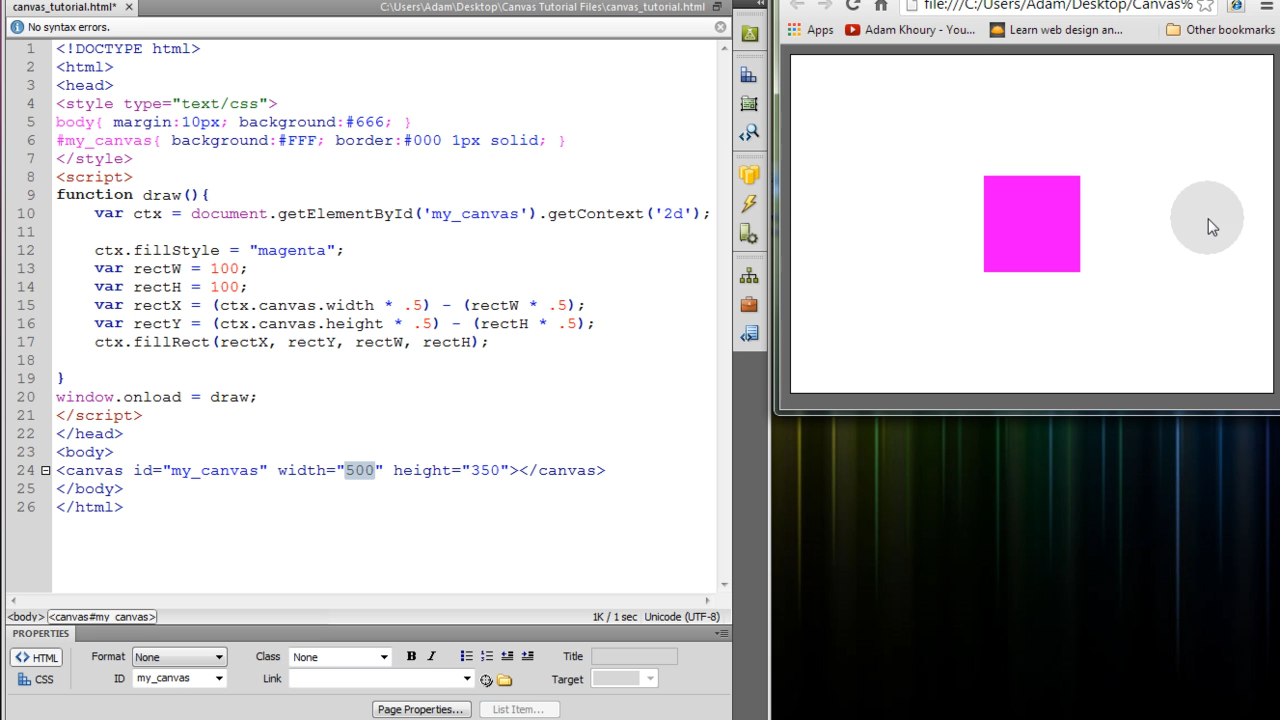 canvas_tutorial.html*
C:\Users\Adam\Desktop\Canvas Tutorial Files\canvas_tutorial.html
No syntax errors.
1 <!DOCTYPE html>
2 <html>
3 <head>
4 <style type="text/css">
5 body{ margin:10px; background:#666; }
6 #my_canvas{ background:#FFF; border:#000 1px solid; }
7 </style>
8 <script>
9 function draw(){
10 var ctx = document.getElementById('my_canvas').getContext('2d');
11
12 ctx.fillStyle = "magenta";
13 var rectW = 100;
14 var rectH = 100;
15 var rectX = (ctx.canvas.width * .5) - (rectW * .5);
16 var rectY = (ctx.canvas.height * .5) - (rectH * .5);
17 ctx.fillRect(rectX, rectY, rectW, rectH);
18
19 }
20 window.onload = draw;
21 </script>
22 </head>
23 <body>
24 <canvas id="my_canvas" width="500" height="350"></canvas>
25 </body>
26 </html>
<body> <canvas#my_canvas>
1K / 1 sec Unicode (UTF-8)
PROPERTIES
HTML Format None Class None B I Title
CSS ID my_canvas Link Target
Page Properties... List Item...
file:///C:/Users/Adam/Desktop/Canvas%
Apps Adam Khoury - You... Learn web design an... Other bookmarks